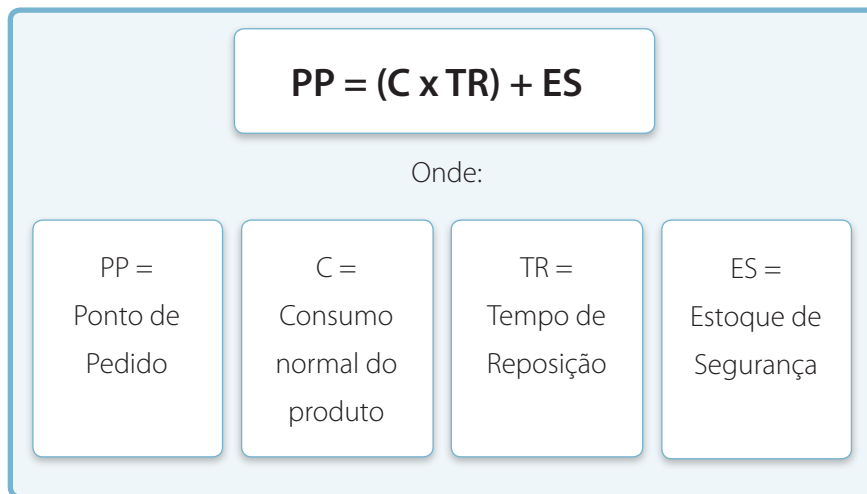 PP = (C x TR) + ES
Onde:
PP =
Ponto de
Pedido
C =
Consumo
normal do
produto
TR =
Tempo de
Reposição
ES =
Estoque de
Segurança